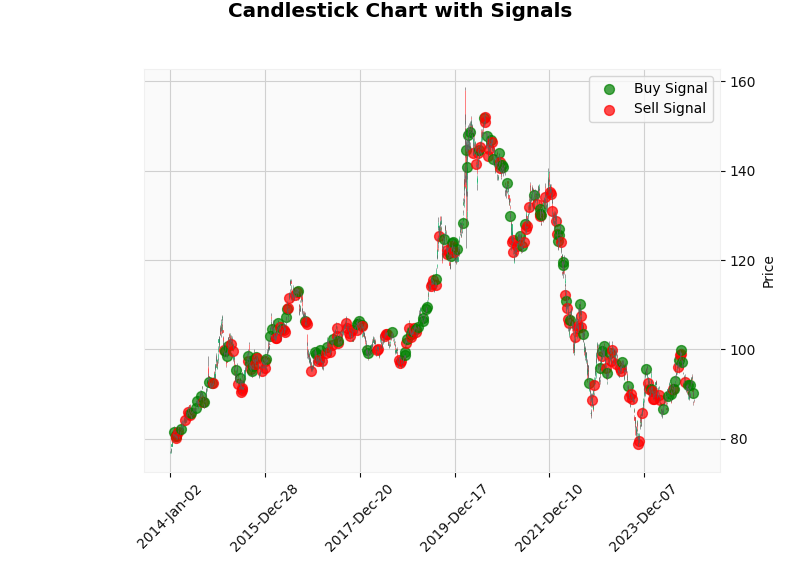 Candlestick Chart with Signals
Buy Signal
Sell Signal
160
140
120
100
80
Price
2014-Jan-02
2015-Dec-28
2017-Dec-20
2019-Dec-17
2021-Dec-10
2023-Dec-07